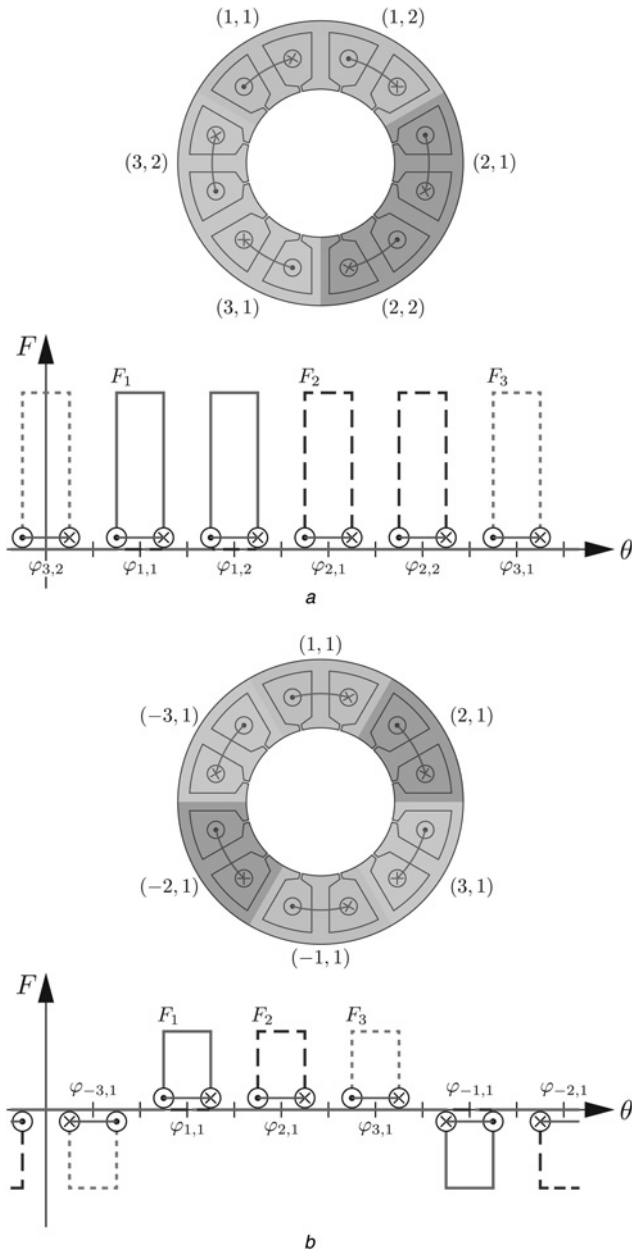 (1, 1) (1, 2)
(3, 2) (2, 1)
(3, 1) (2, 2)
F F₁ F₂ F₃
φ₃,₂ φ₁,₁ φ₁,₂ φ₂,₁ φ₂,₂ φ₃,₁ θ
a
(1, 1)
(−3, 1) (2, 1)
(−2, 1) (3, 1)
(−1, 1)
F F₁ F₂ F₃
φ₋₃,₁ φ₋₁,₁ φ₋₂,₁
φ₁,₁ φ₂,₁ φ₃,₁ θ
b